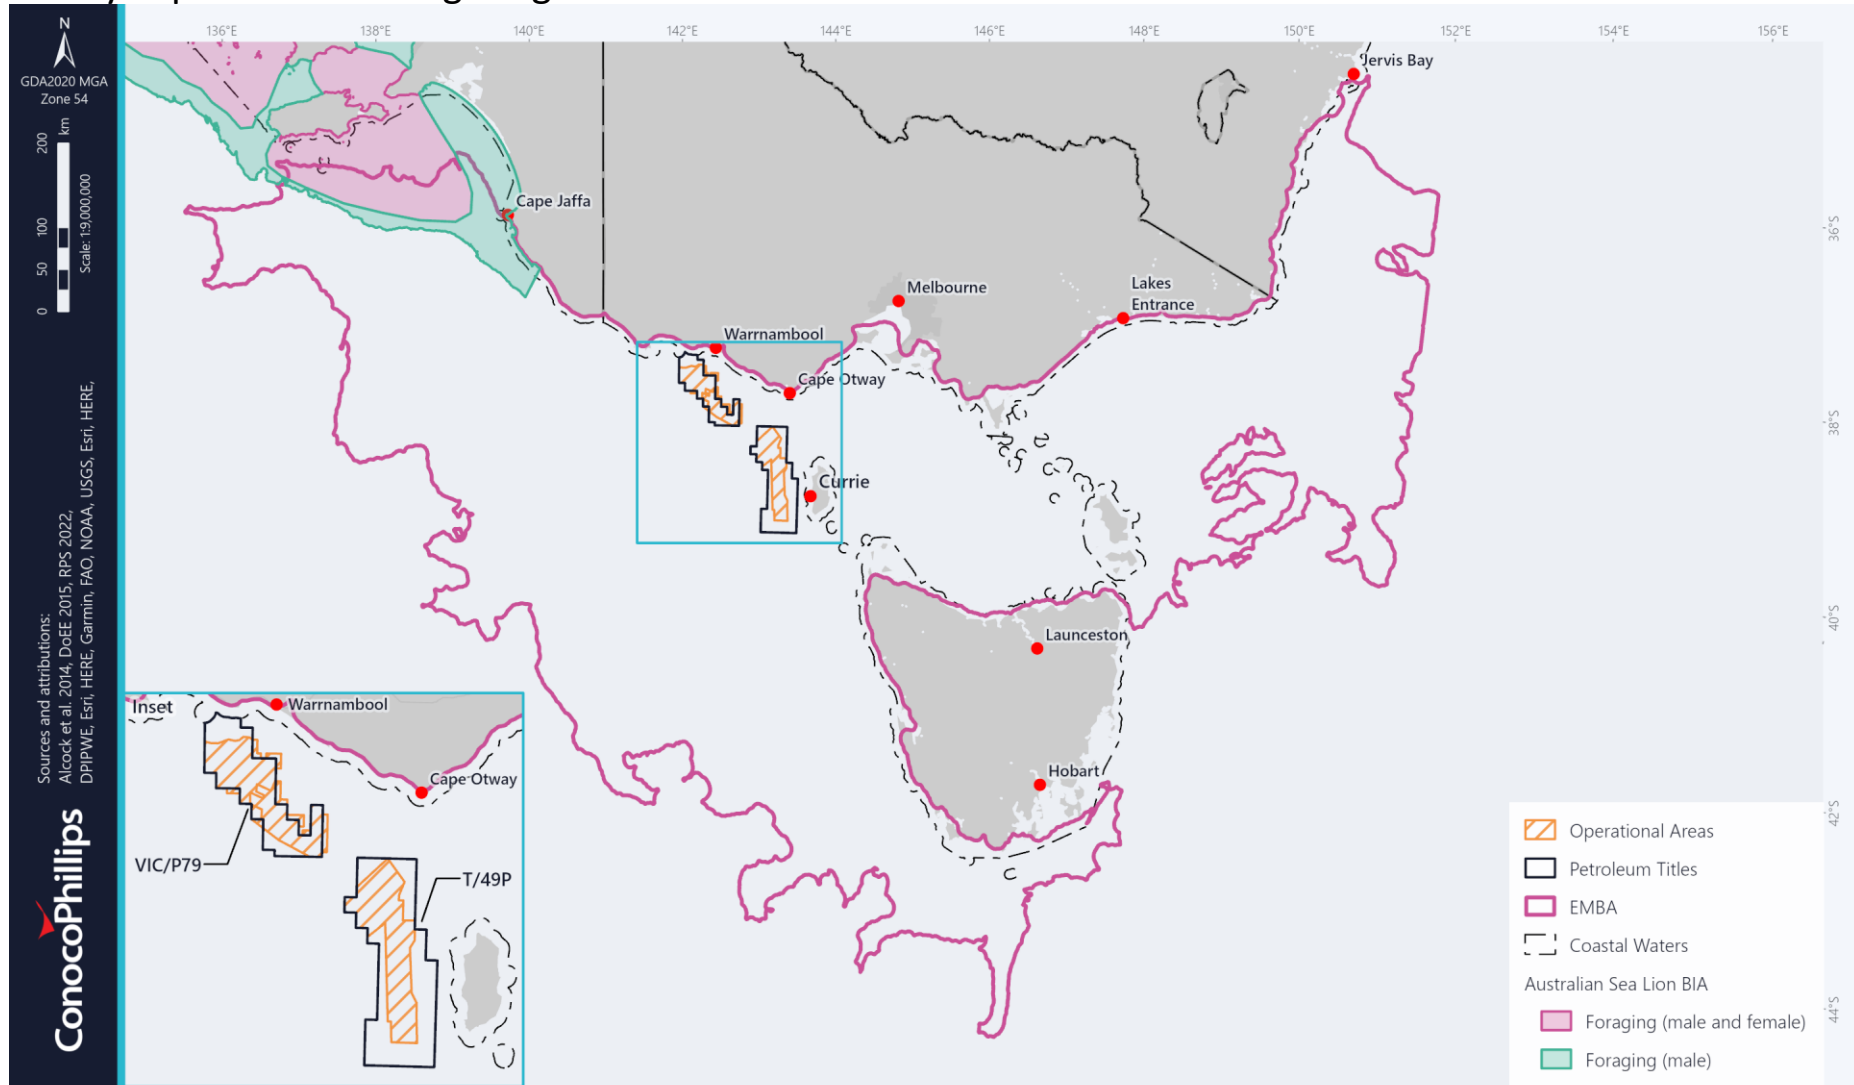 136°E 138°E 140°E 142°E 144°E 146°E 148°E 150°E 152°E 154°E 156°E
N
GDA2020 MGA
Zone 54
0 50 100 200 km
Scale: 1:9,000,000
Sources and attributions:
Alcock et al. 2014, DoEE 2015, RPS 2022,
DPIPWE, Esri, HERE, Garmin, FAO, NOAA, USGS, Esri, HERE,
ConocoPhillips
Jervis Bay
Cape Jaffa
36°S
Melbourne
Lakes
Entrance
Warrnambool
Cape Otway
38°S
Currie
40°S
Launceston
Hobart
42°S
44°S
Inset
Warrnambool
Cape Otway
VIC/P79
T/49P
Operational Areas
Petroleum Titles
EMBA
Coastal Waters
Australian Sea Lion BIA
Foraging (male and female)
Foraging (male)